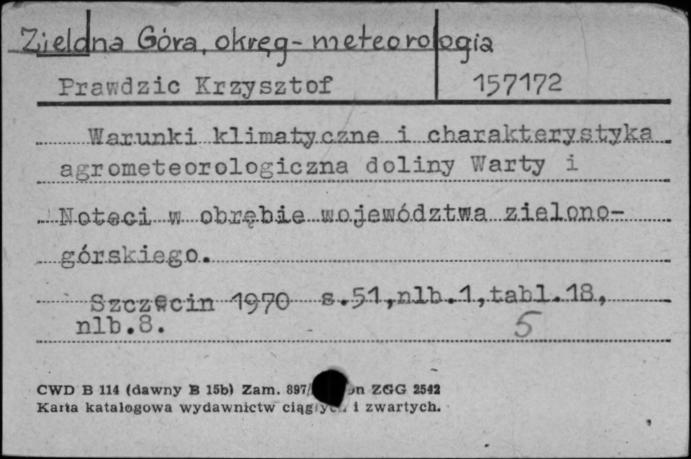 Zielona Góra, okręg-meteorologia
Prawdzic Krzysztof 157172
Warunki klimatyczne i charakterystyka
agrometeorologiczna doliny Warty i
Noteci w obrębie województwa zielono-
górskiego.
Szczecin 1970 s.51,nlb.1,tabl.18,
nlb.8. 5
CWD B 114 (dawny B 15b) Zam. 897/ ZGG 2542
Karta katalogowa wydawnictw ciągłych i zwartych.